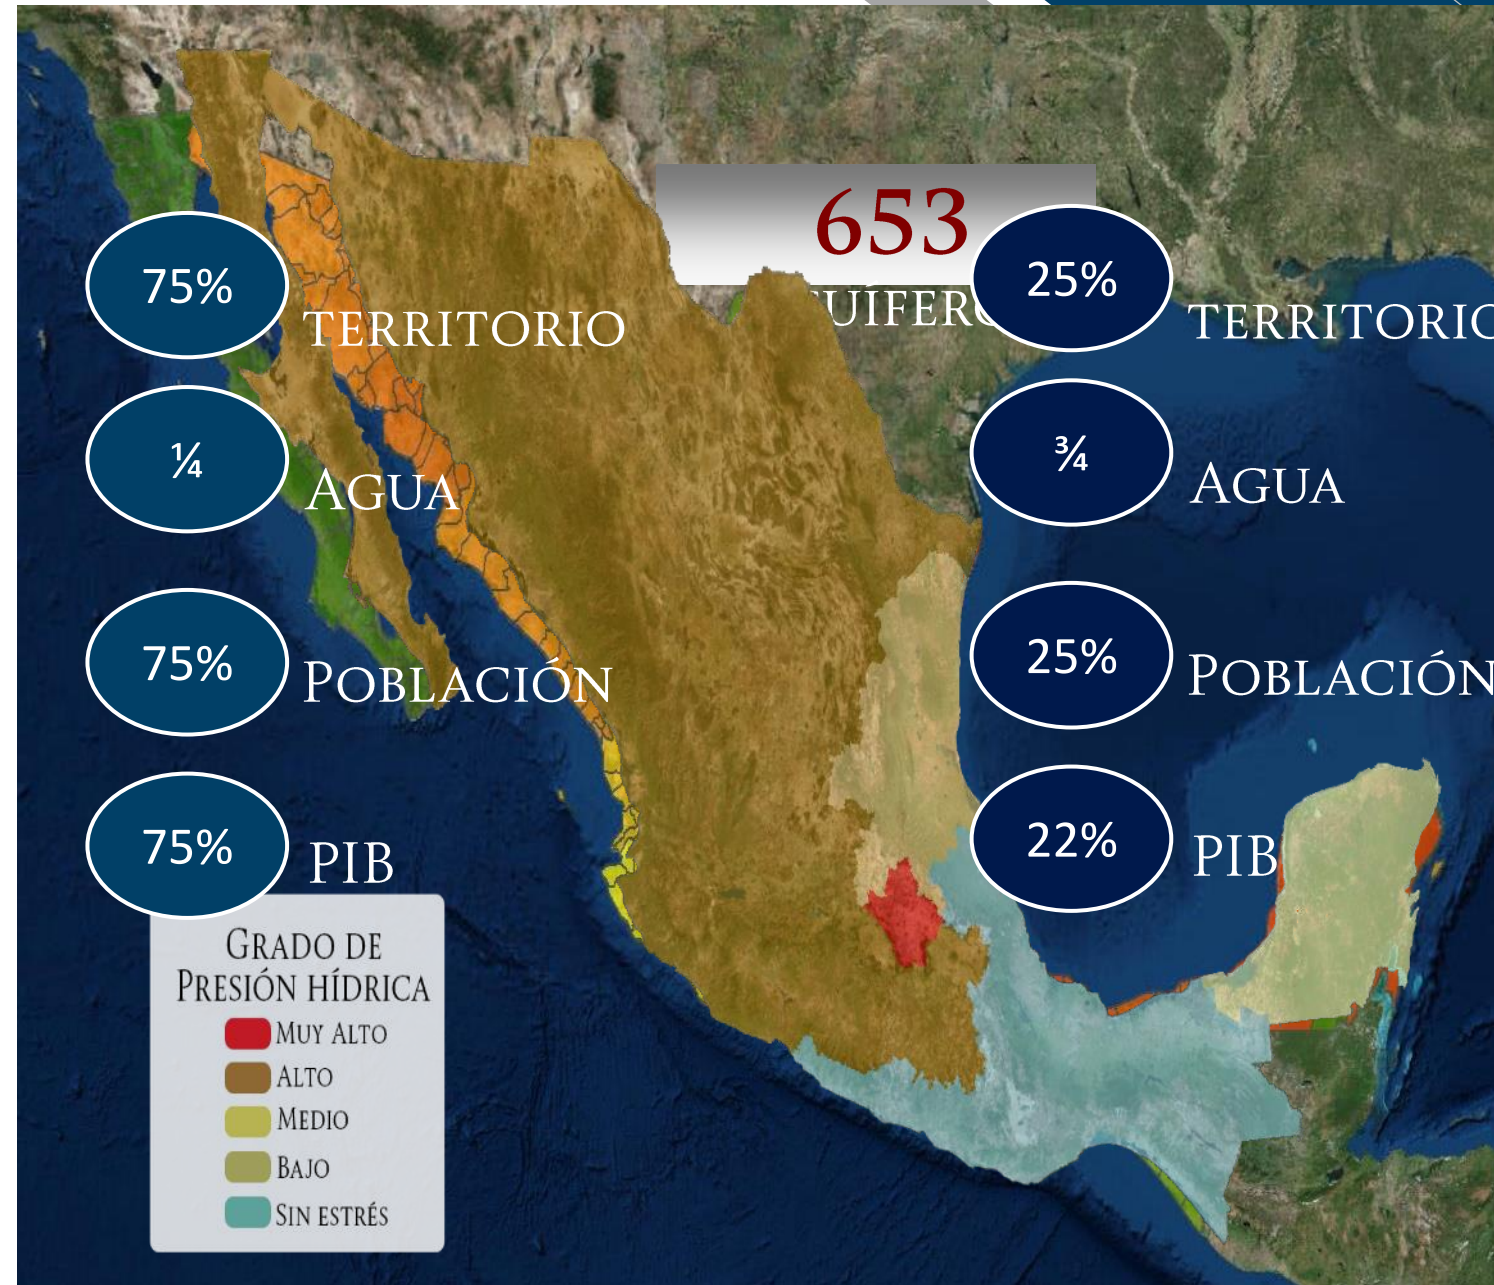 653
75%
TERRITORIO
¼
AGUA
75%
POBLACIÓN
75%
PIB
25%
¾
AGUA
25%
POBLACIÓN
22%
PIB
GRADO DE
PRESIÓN HÍDRICA
MUY ALTO
ALTO
MEDIO
BAJO
SIN ESTRÉS